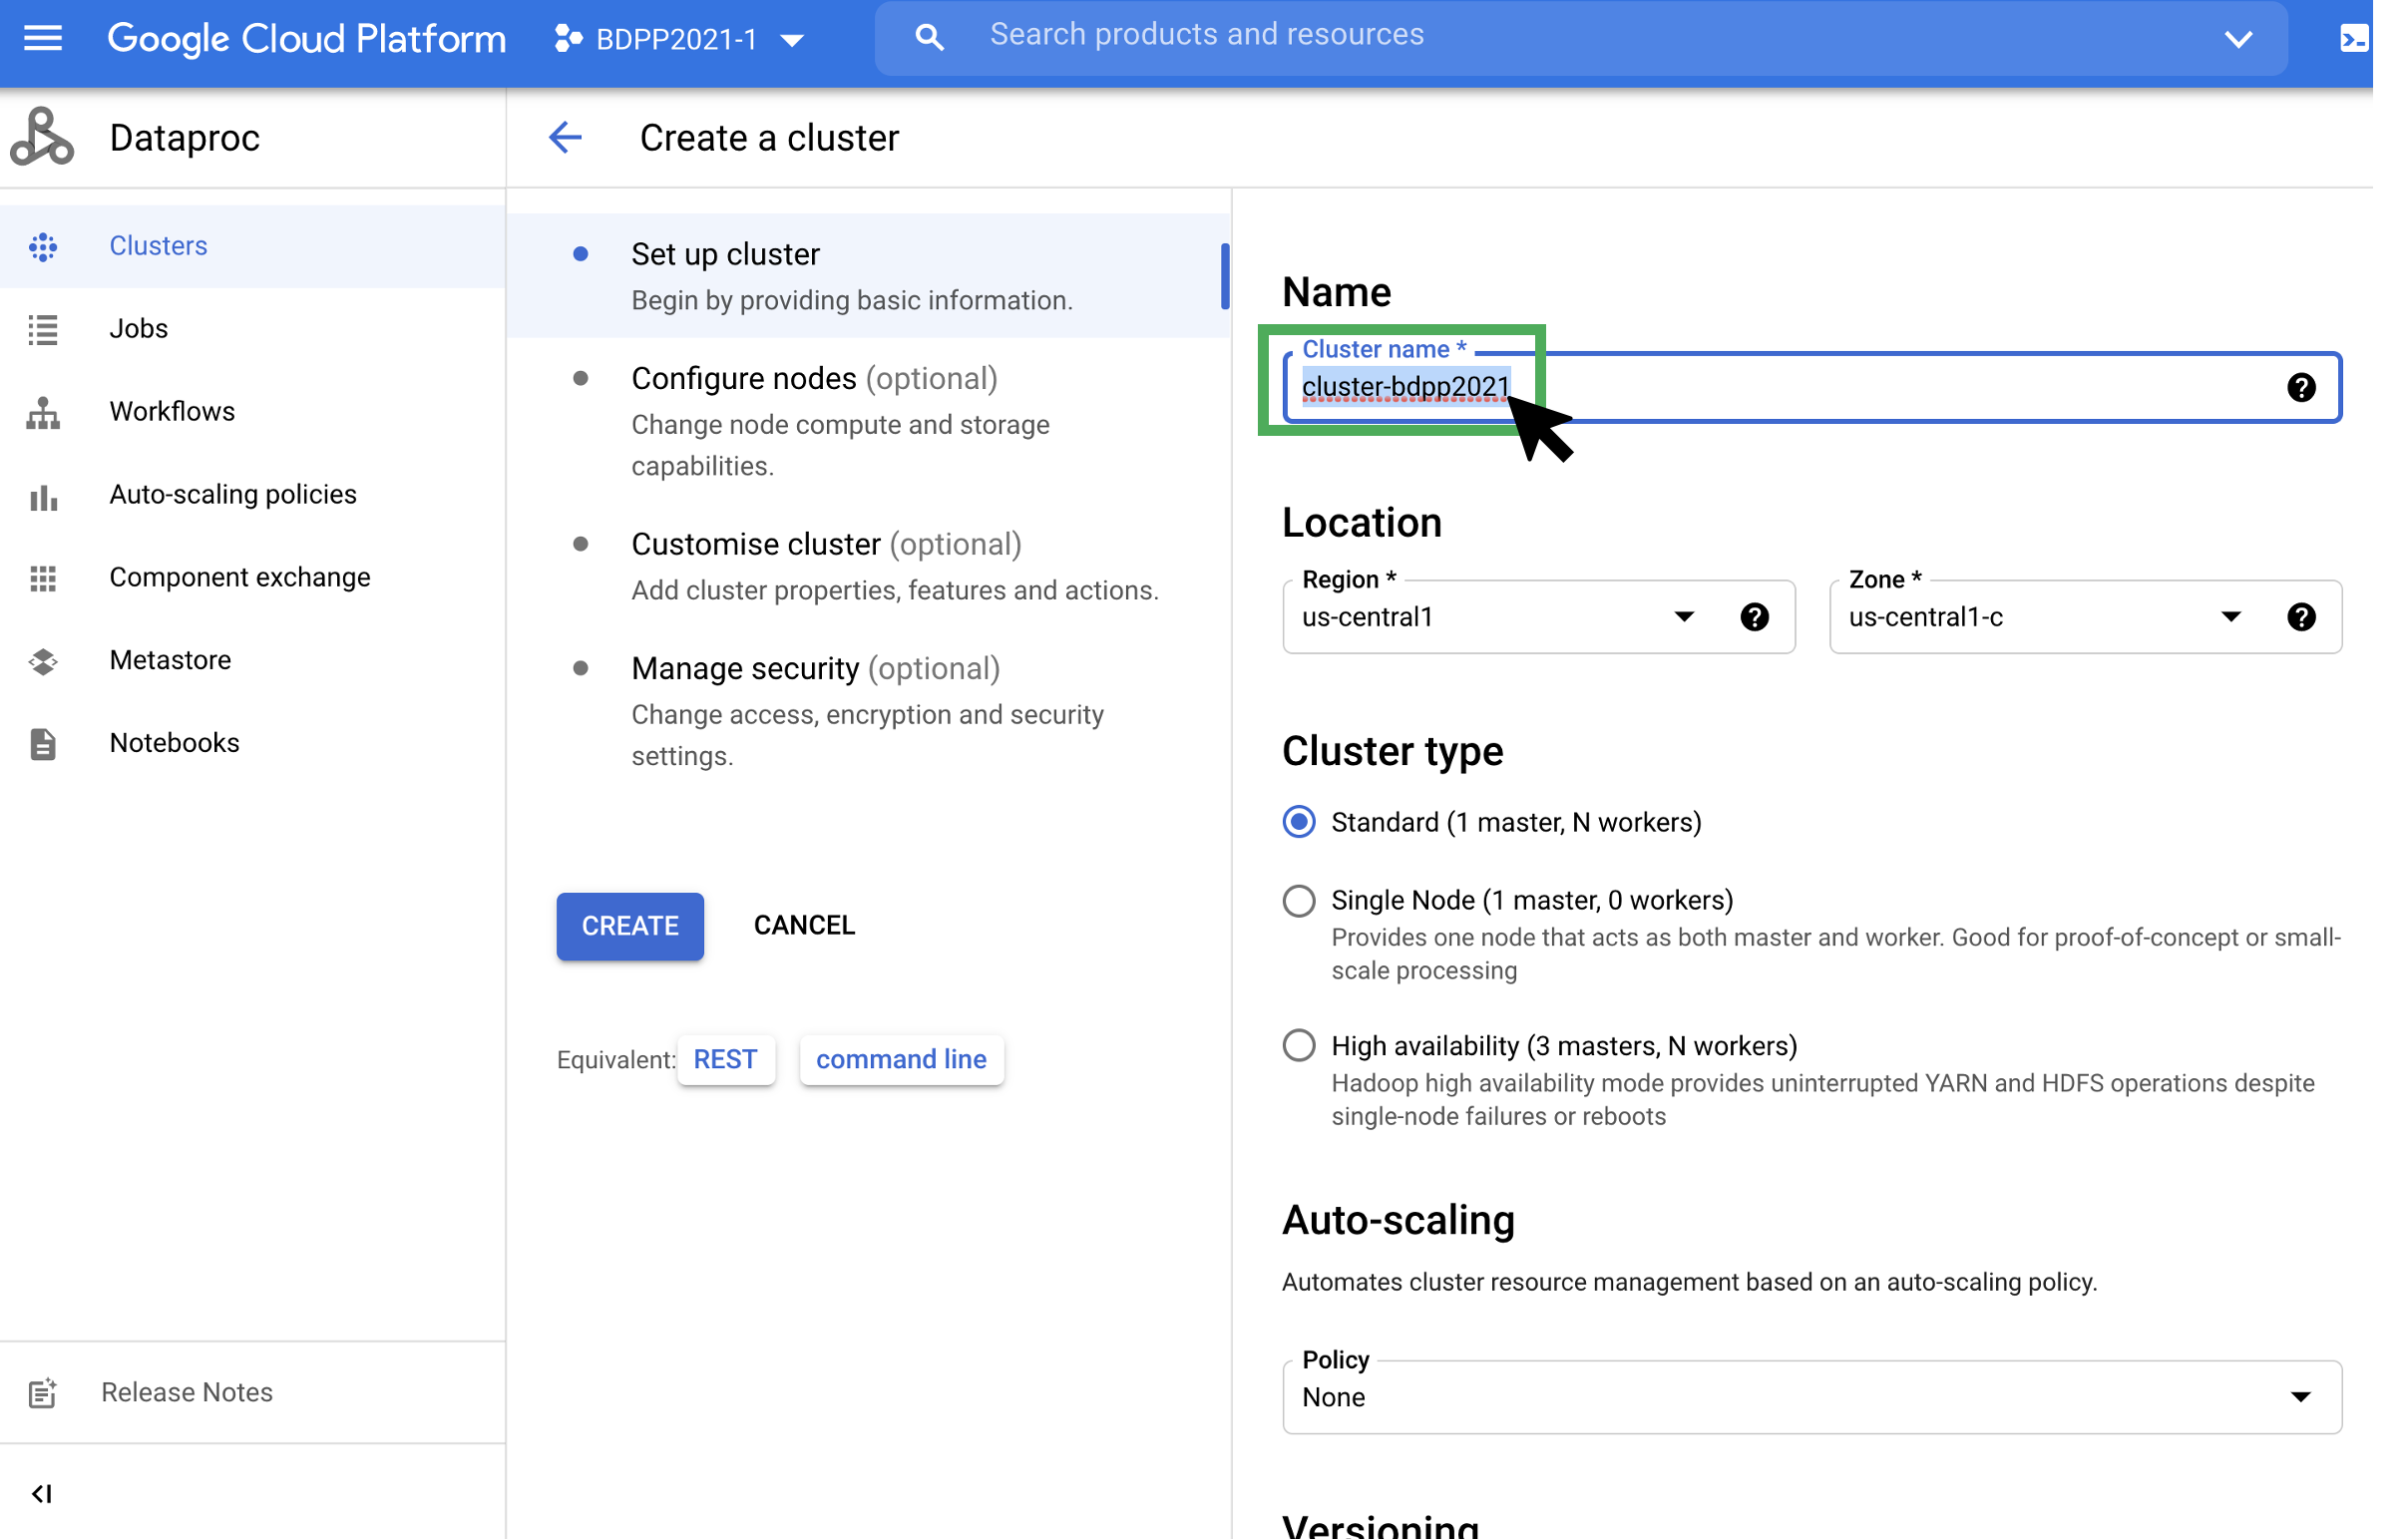 Google Cloud Platform
BDPP2021-1
Search products and resources
Dataproc
Create a cluster
Clusters
Jobs
Workflows
Auto-scaling policies
Component exchange
Metastore
Notebooks
Release Notes
Set up cluster
Begin by providing basic information.
Configure nodes (optional)
Change node compute and storage
capabilities.
Customise cluster (optional)
Add cluster properties, features and actions.
Manage security (optional)
Change access, encryption and security
settings.
CREATE
CANCEL
Equivalent: REST command line
Name
Cluster name *
cluster-bdpp2021
Location
Region *
us-central1
Zone *
us-central1-c
Cluster type
Standard (1 master, N workers)
Single Node (1 master, 0 workers)
Provides one node that acts as both master and worker. Good for proof-of-concept or small-
scale processing
High availability (3 masters, N workers)
Hadoop high availability mode provides uninterrupted YARN and HDFS operations despite
single-node failures or reboots
Auto-scaling
Automates cluster resource management based on an auto-scaling policy.
Policy
None
Versioning